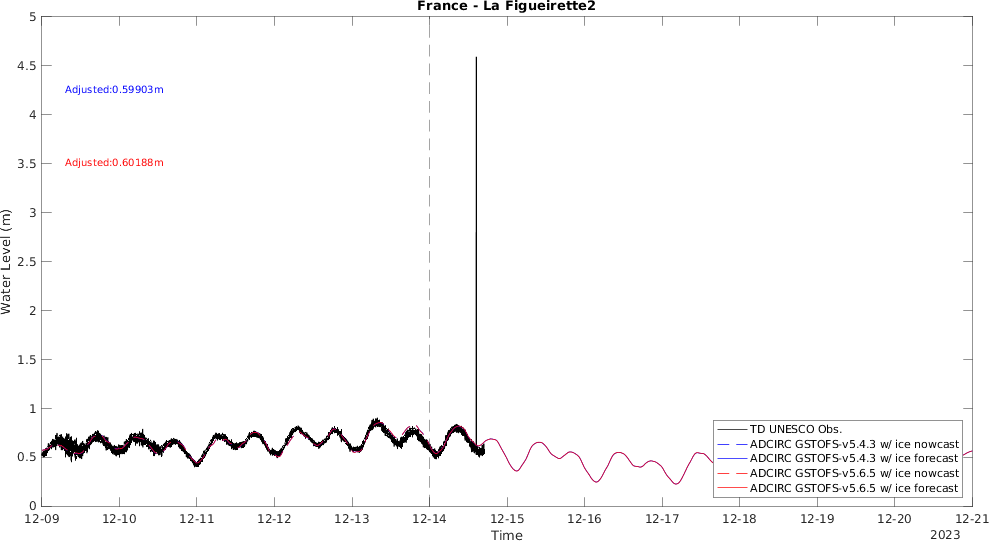 France - La Figueirette2
5
4.5
4
3.5
3
2.5
2
1.5
1
0.5
0
Water Level (m)
Adjusted:0.59903m
Adjusted:0.60188m
TD UNESCO Obs.
ADCIRC GSTOFS-v5.4.3 w/ ice nowcast
ADCIRC GSTOFS-v5.4.3 w/ ice forecast
ADCIRC GSTOFS-v5.6.5 w/ ice nowcast
ADCIRC GSTOFS-v5.6.5 w/ ice forecast
12-09 12-10 12-11 12-12 12-13 12-14 12-15 12-16 12-17 12-18 12-19 12-20 12-21
Time
2023